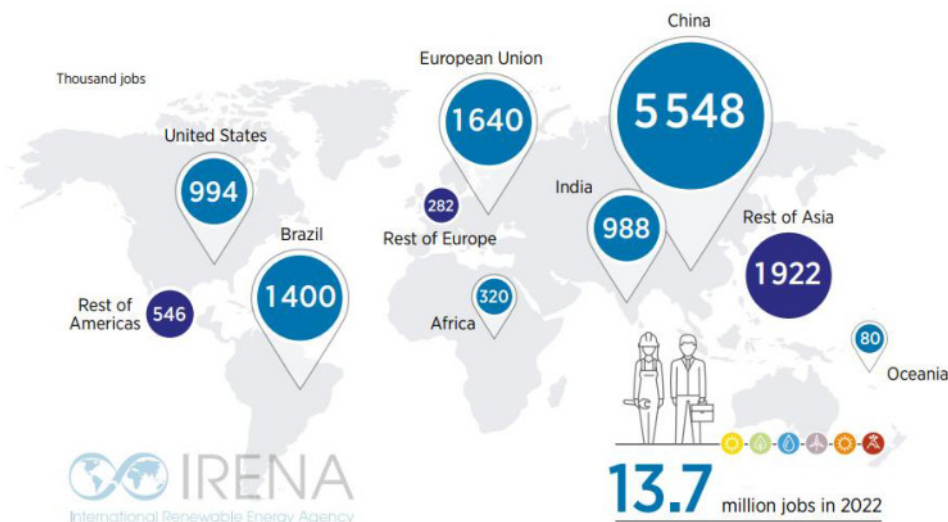 China
European Union
Thousand jobs
5 548
1640
United States
994
India
282
988
Rest of Asia
Brazil
Rest of Europe
1922
1400
320
Rest of
Americas
546
Africa
80
Oceania
IRENA
International Renewable Energy Agency
13.7 million jobs in 2022